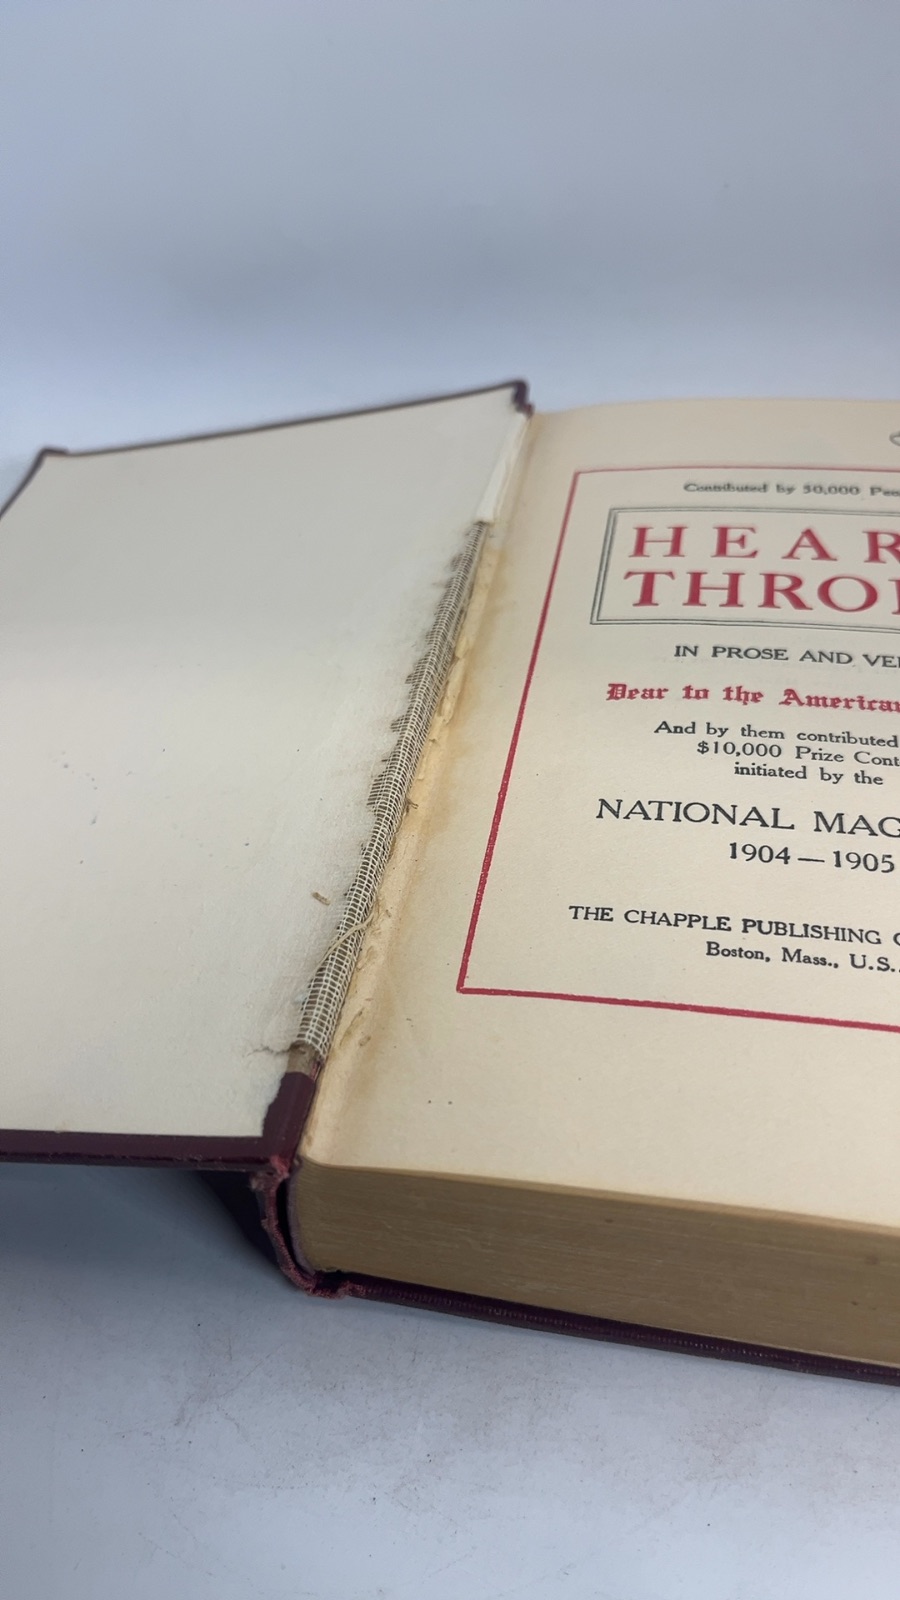 Contributed by 50,000 Peo
HEAR
THRO
IN PROSE AND VE
Dear to the American
And by them contributed
$10,000 Prize Cont
initiated by the
NATIONAL MAG
1904 — 1905
THE CHAPPLE PUBLISHING C
Boston, Mass., U.S.